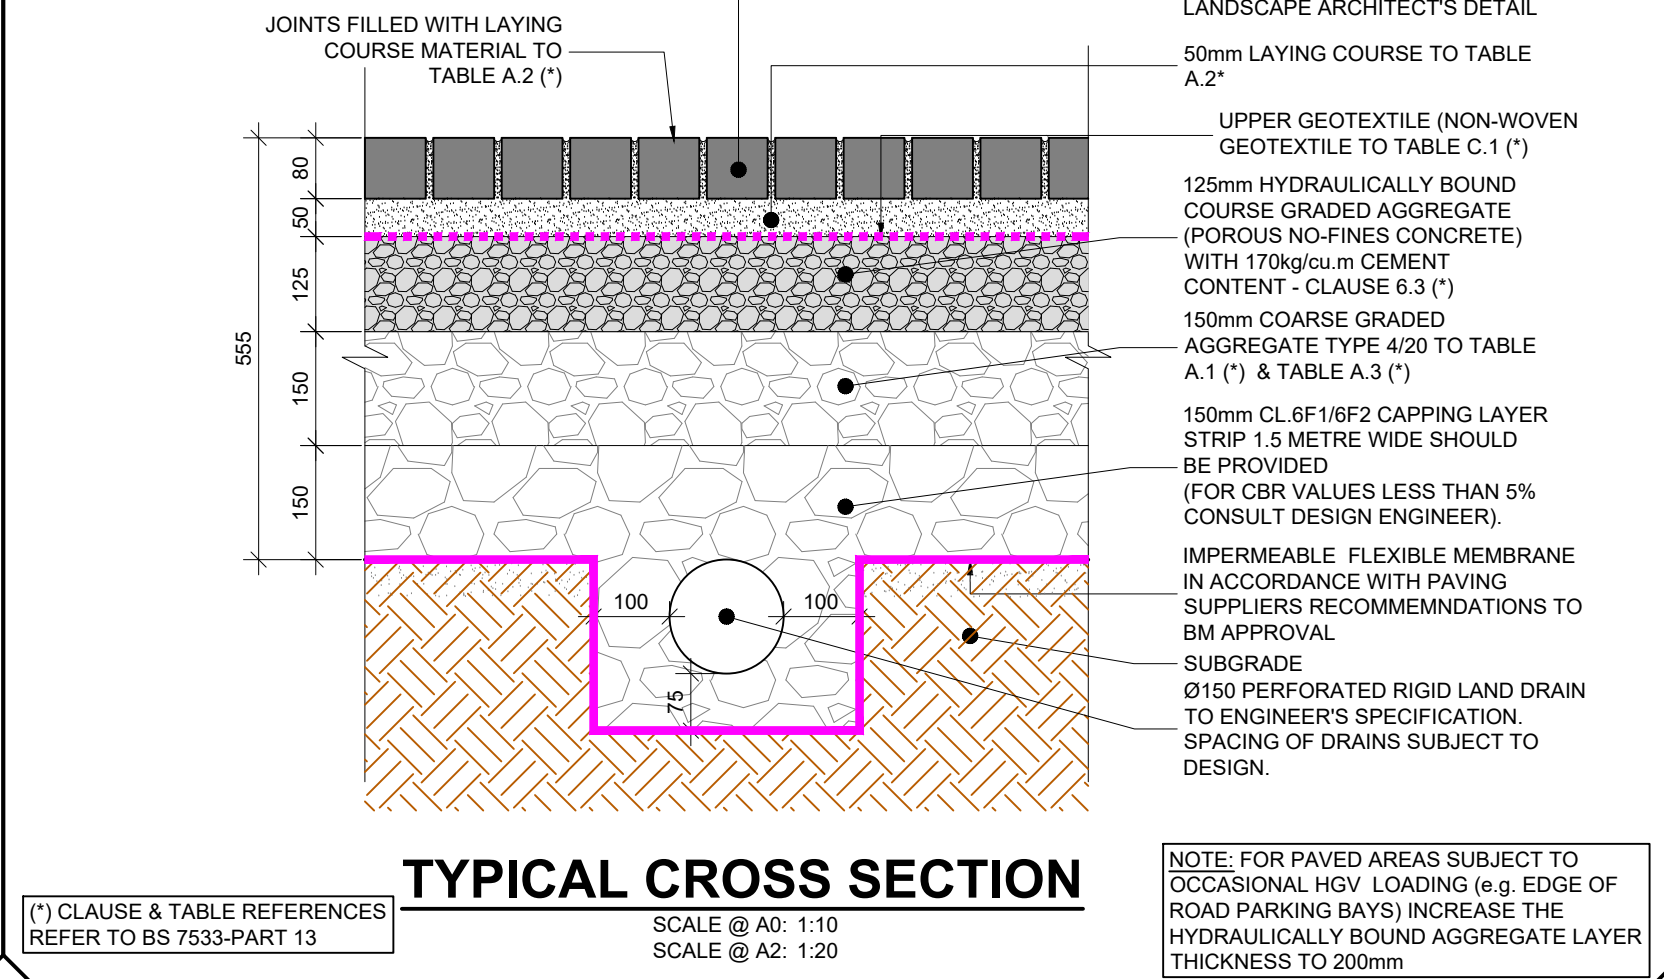 JOINTS FILLED WITH LAYING
COURSE MATERIAL TO
TABLE A.2 (*)
LANDSCAPE ARCHITECT'S DETAIL
50mm LAYING COURSE TO TABLE
A.2*
UPPER GEOTEXTILE (NON-WOVEN
GEOTEXTILE TO TABLE C.1 (*)
125mm HYDRAULICALLY BOUND
COURSE GRADED AGGREGATE
(POROUS NO-FINES CONCRETE)
WITH 170kg/cu.m CEMENT
CONTENT - CLAUSE 6.3 (*)
150mm COARSE GRADED
AGGREGATE TYPE 4/20 TO TABLE
A.1 (*) & TABLE A.3 (*)
150mm CL.6F1/6F2 CAPPING LAYER
STRIP 1.5 METRE WIDE SHOULD
BE PROVIDED
(FOR CBR VALUES LESS THAN 5%
CONSULT DESIGN ENGINEER).
IMPERMEABLE FLEXIBLE MEMBRANE
IN ACCORDANCE WITH PAVING
SUPPLIERS RECOMMEMNDATIONS TO
BM APPROVAL
SUBGRADE
Ø150 PERFORATED RIGID LAND DRAIN
TO ENGINEER'S SPECIFICATION.
SPACING OF DRAINS SUBJECT TO
DESIGN.
555
80
50
125
150
150
100
100
75
TYPICAL CROSS SECTION
SCALE @ A0: 1:10
SCALE @ A2: 1:20
(*) CLAUSE & TABLE REFERENCES
REFER TO BS 7533-PART 13
NOTE: FOR PAVED AREAS SUBJECT TO
OCCASIONAL HGV LOADING (e.g. EDGE OF
ROAD PARKING BAYS) INCREASE THE
HYDRAULICALLY BOUND AGGREGATE LAYER
THICKNESS TO 200mm